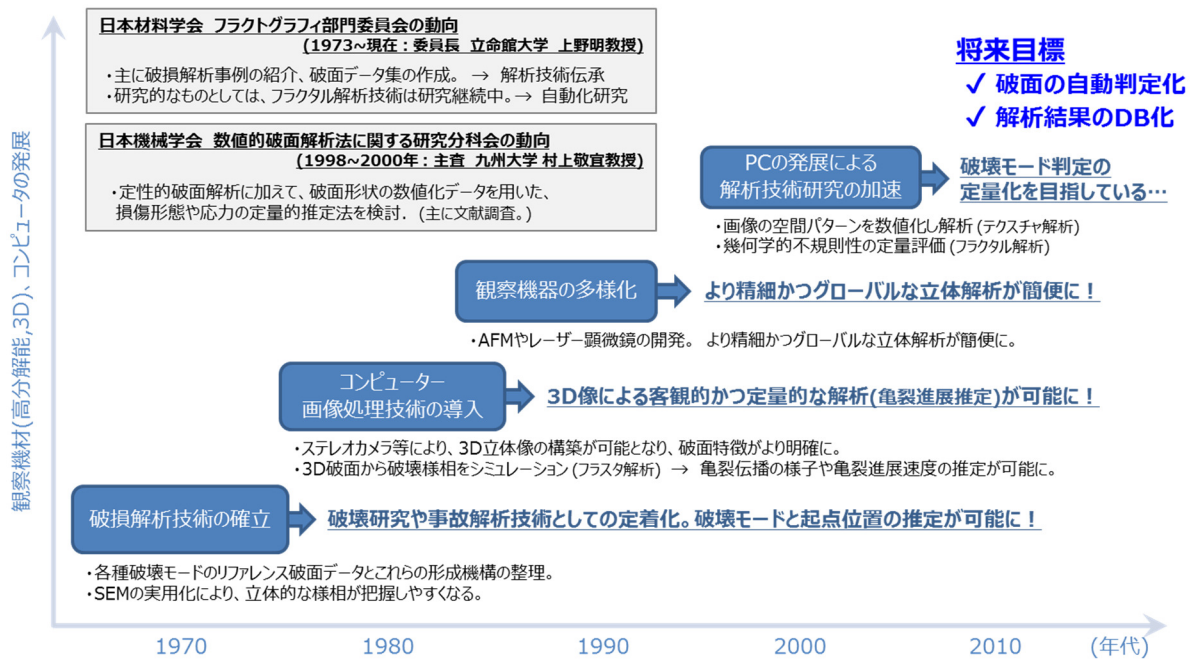 日本材料学会 フラクトグラフィ部門委員会の動向
(1973~現在：委員長 立命館大学 上野明教授)
・主に破損解析事例の紹介、破面データ集の作成。 → 解析技術伝承
・研究的なものとしては、フラクタル解析技術は研究継続中。→ 自動化研究
日本機械学会 数値的破面解析法に関する研究分科会の動向
(1998~2000年：主査 九州大学 村上敬宜教授)
・定性的破面解析に加えて、破面形状の数値化データを用いた、
損傷形態や応力の定量的推定法を検討．(主に文献調査。)
将来目標
✓ 破面の自動判定化
✓ 解析結果のDB化
PCの発展による
解析技術研究の加速
破壊モード判定の
定量化を目指している…
・画像の空間パターンを数値化し解析 (テクスチャ解析)
・幾何学的不規則性の定量評価 (フラクタル解析)
観察機器の多様化
より精細かつグローバルな立体解析が簡便に！
・AFMやレーザー顕微鏡の開発。 より精細かつグローバルな立体解析が簡便に。
コンピューター
画像処理技術の導入
3D像による客観的かつ定量的な解析(亀裂進展推定)が可能に！
・ステレオカメラ等により、3D立体像の構築が可能となり、破面特徴がより明確に。
・3D破面から破壊様相をシミュレーション (フラスタ解析) → 亀裂伝播の様子や亀裂進展速度の推定が可能に。
破損解析技術の確立
破壊研究や事故解析技術としての定着化。破壊モードと起点位置の推定が可能に！
・各種破壊モードのリファレンス破面データとこれらの形成機構の整理。
・SEMの実用化により、立体的な様相が把握しやすくなる。
観察機材(高分解能,3D)、コンピュータの発展
1970 1980 1990 2000 2010 (年代)